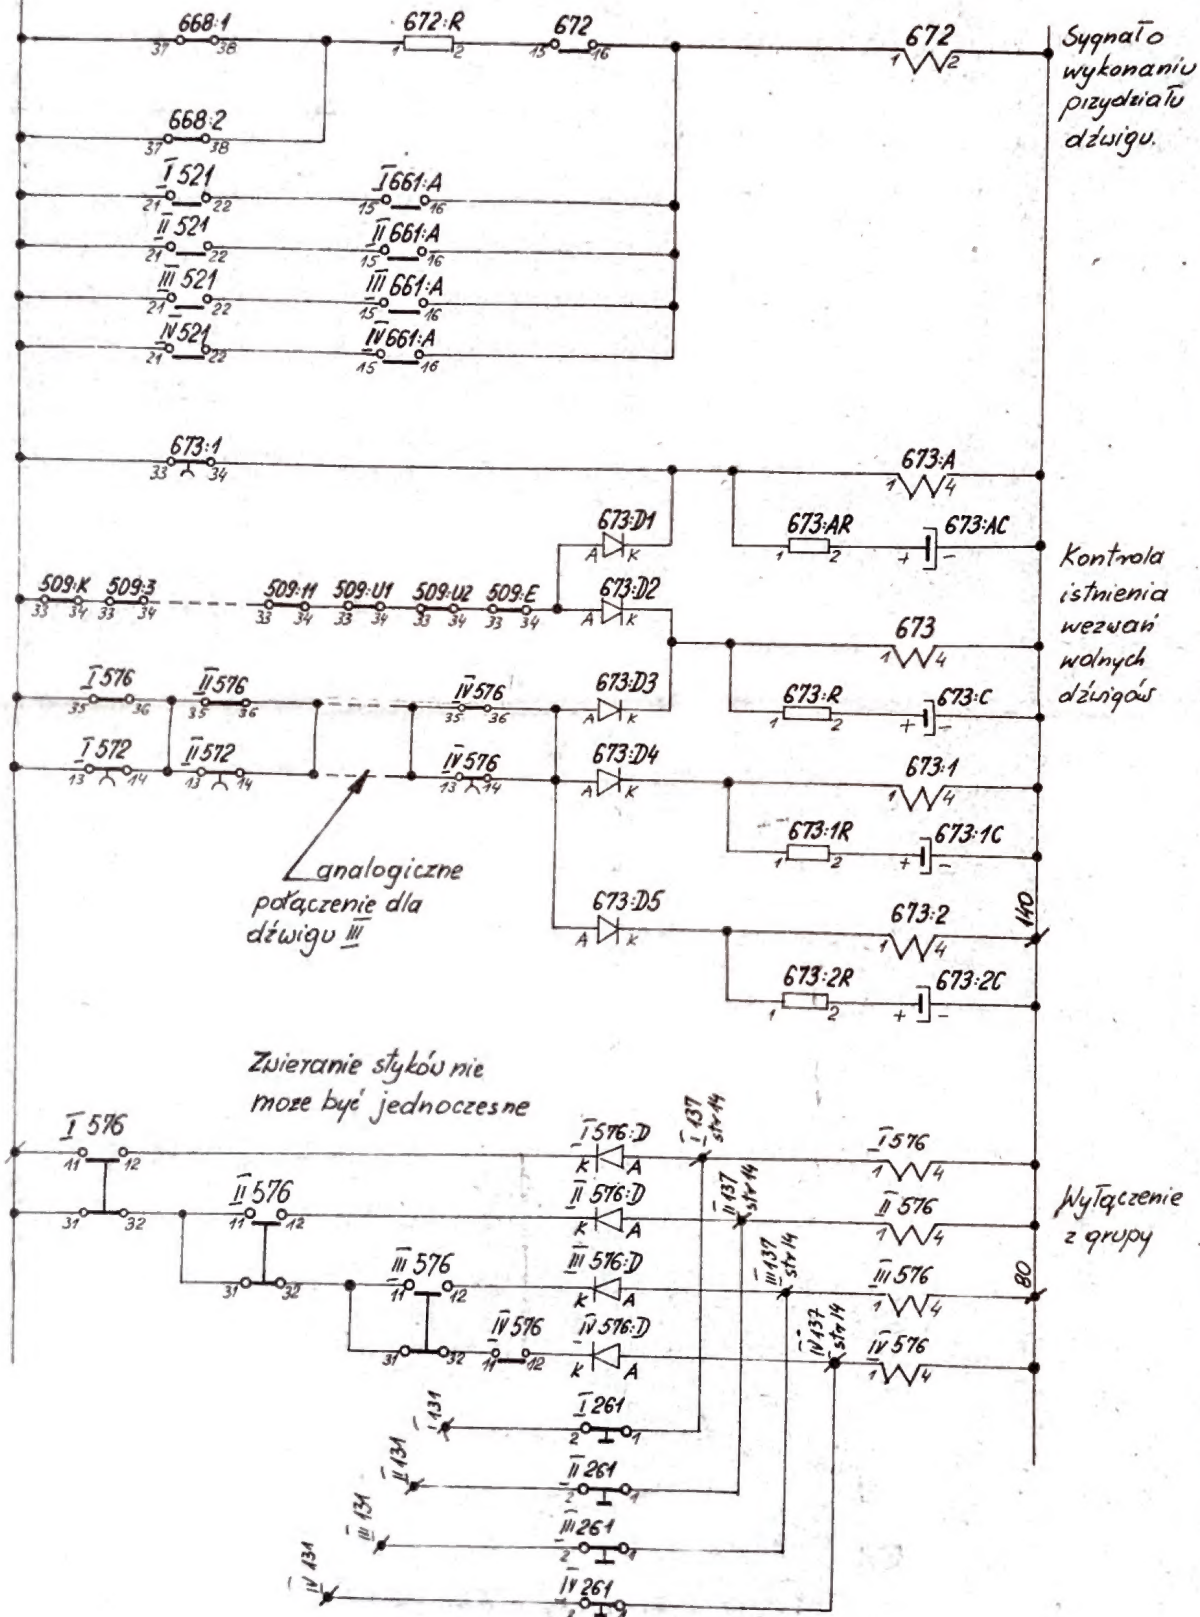 668:1
37 38
672:R
1 2
672
15 16
672
1 2
Sygnał o
wykonaniu
przydziału
dźwigu.
668:2
37 38
I 521
21 22
I 661:A
15 16
II 521
21 22
II 661:A
15 16
III 521
21 22
III 661:A
15 16
IV 521
21 22
IV 661:A
15 16
673:1
33 34
673:A
1 4
673:D1
A K
673:AR
1 2
673:AC
+ -
Kontrola
istnienia
wezwań
wolnych
dźwigów
509:K
33 34
509:3
33 34
509:11
33 34
509:U1
33 34
509:U2
33 34
509:E
33 34
673:D2
A K
673
1 4
I 576
35 36
II 576
35 36
IV 576
35 36
673:D3
A K
673:R
1 2
673:C
+ -
I 572
13 14
II 572
13 14
IV 576
13 14
673:D4
A K
673:1
1 4
673:1R
1 2
673:1C
+ -
analogiczne
połączenie dla
dźwigu III
673:D5
A K
673:2
1 4
140
673:2R
1 2
673:2C
+ -
Zwieranie styków nie
może być jednoczesne
I 576
11 12
I 576:D
K A
I 137
str 14
I 576
1 4
31 32
II 576
11 12
II 576:D
K A
II 137
str 14
II 576
1 4
Wyłączenie
z grupy
31 32
III 576
11 12
III 576:D
K A
III 137
str 14
III 576
1 4
80
31 32
IV 576
11 12
IV 576:D
K A
IV 137
str 14
IV 576
1 4
I 131
I 261
2 1
II 131
II 261
2 1
III 131
III 261
2 1
IV 131
IV 261
2 1